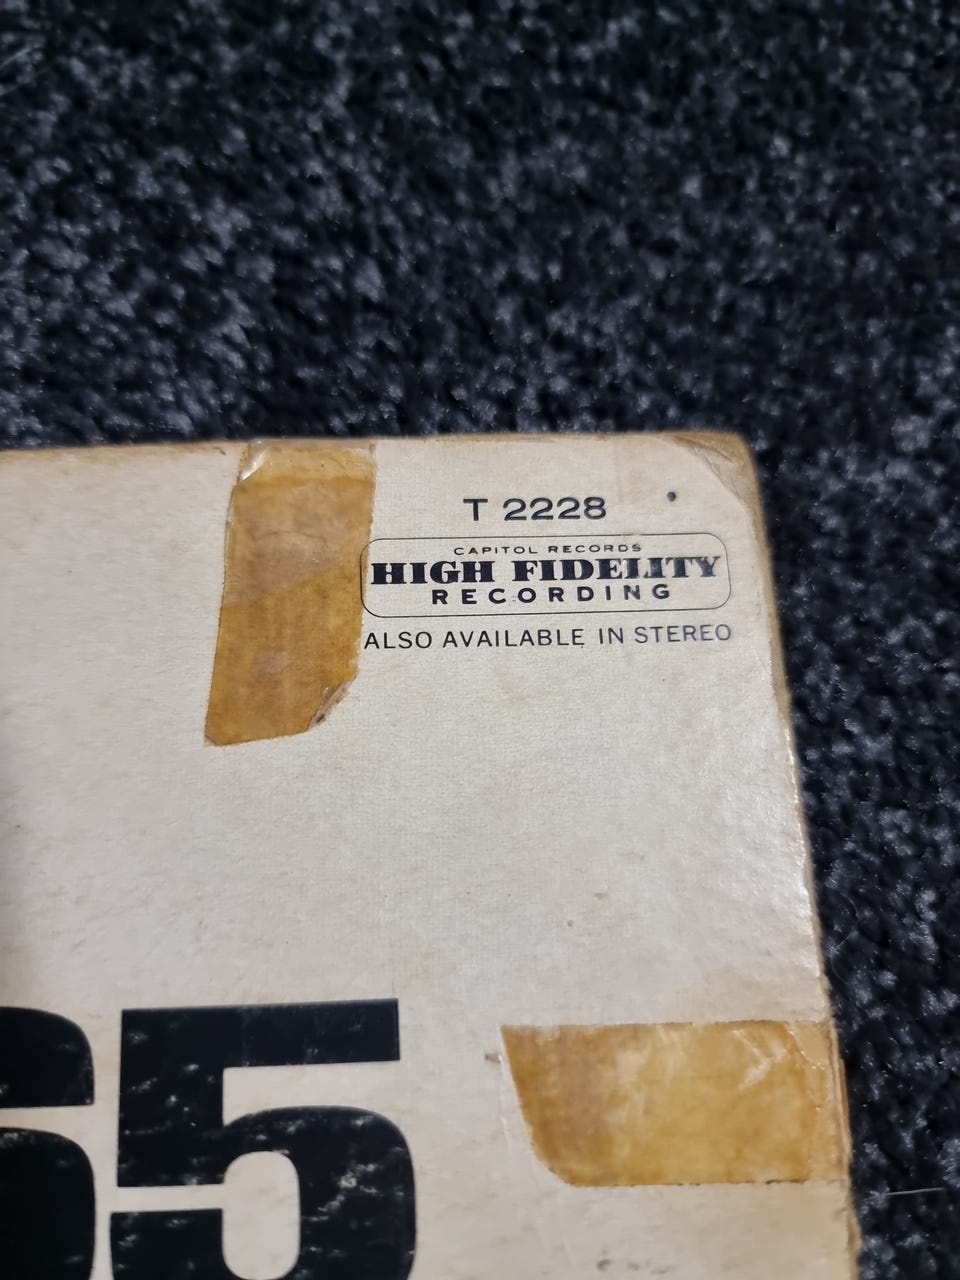 T 2228
CAPITOL RECORDS
HIGH FIDELITY
RECORDING
ALSO AVAILABLE IN STEREO
65